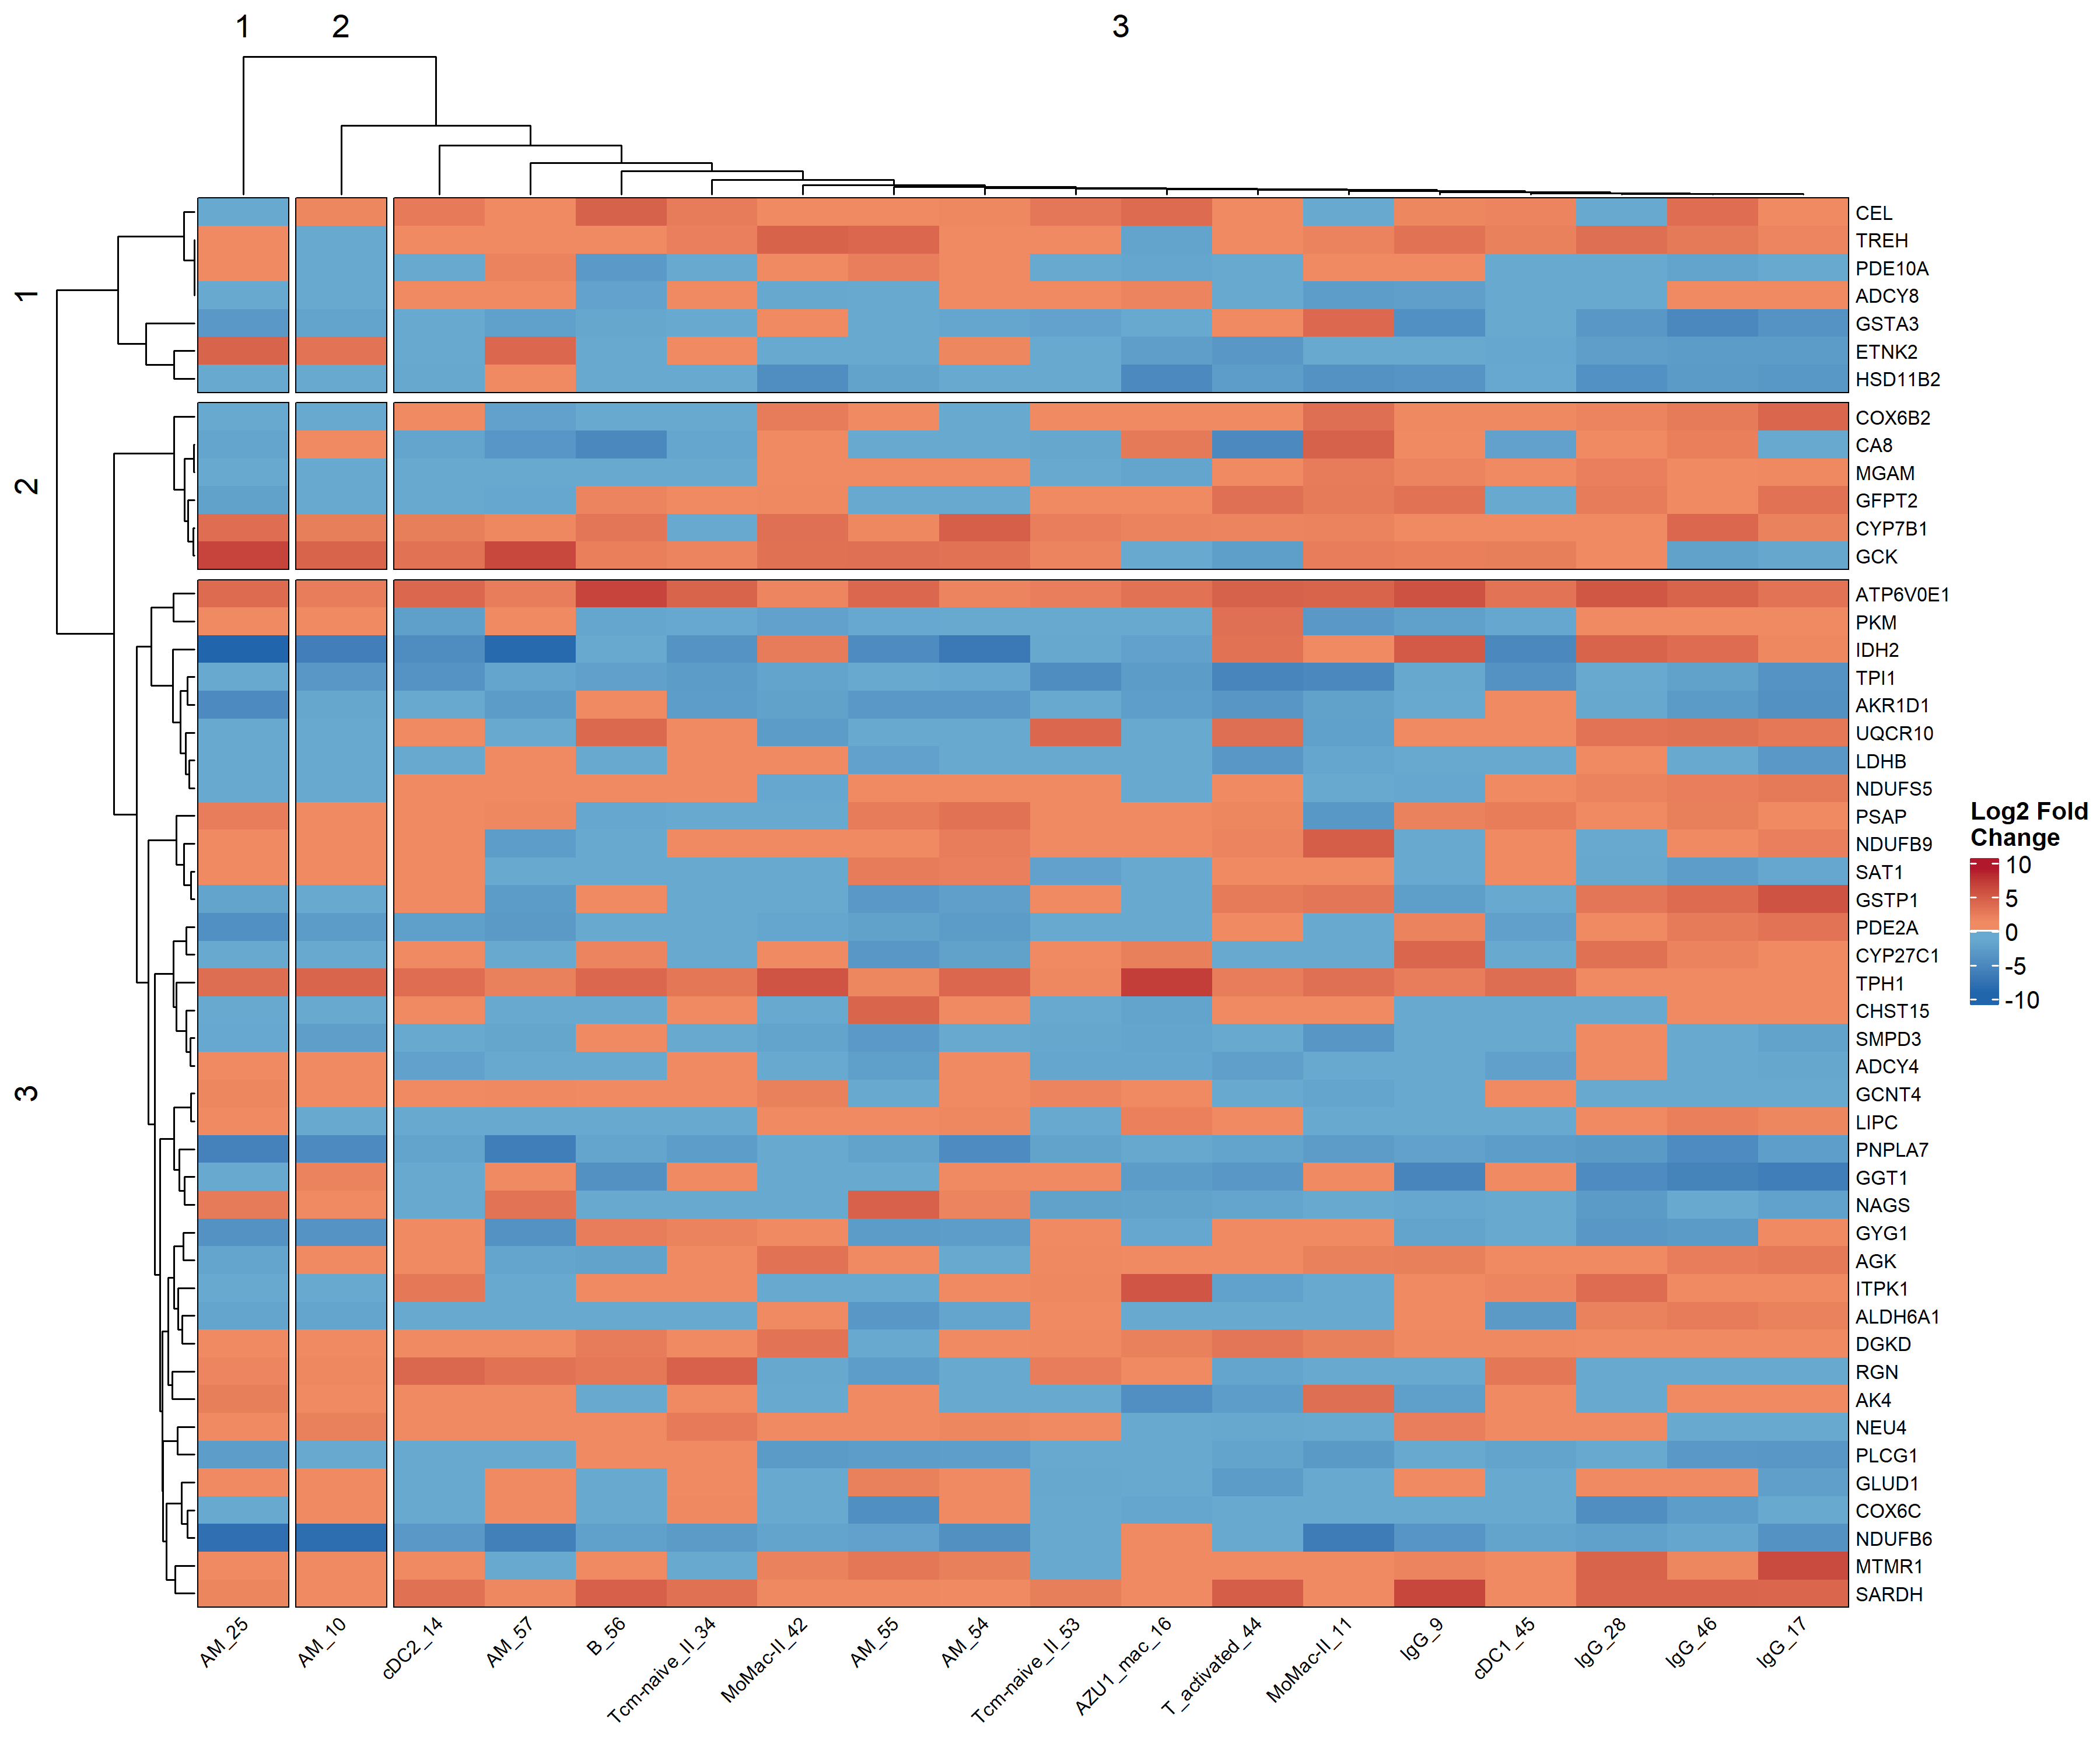 1 2 3
1
2
3
CEL
TREH
PDE10A
ADCY8
GSTA3
ETNK2
HSD11B2
COX6B2
CA8
MGAM
GFPT2
CYP7B1
GCK
ATP6V0E1
PKM
IDH2
TPI1
AKR1D1
UQCR10
LDHB
NDUFS5
PSAP
NDUFB9
SAT1
GSTP1
PDE2A
CYP27C1
TPH1
CHST15
SMPD3
ADCY4
GCNT4
LIPC
PNPLA7
GGT1
NAGS
GYG1
AGK
ITPK1
ALDH6A1
DGKD
RGN
AK4
NEU4
PLCG1
GLUD1
COX6C
NDUFB6
MTMR1
SARDH
Log2 Fold
Change
10
5
0
-5
-10
AM_25
AM_10
cDC2_14
AM_57
B_56
Tcm-naive_II_34
MoMac-II_42
AM_55
AM_54
Tcm-naive_II_53
AZU1_mac_16
T_activated_44
MoMac-II_11
IgG_9
cDC1_45
IgG_28
IgG_46
IgG_17